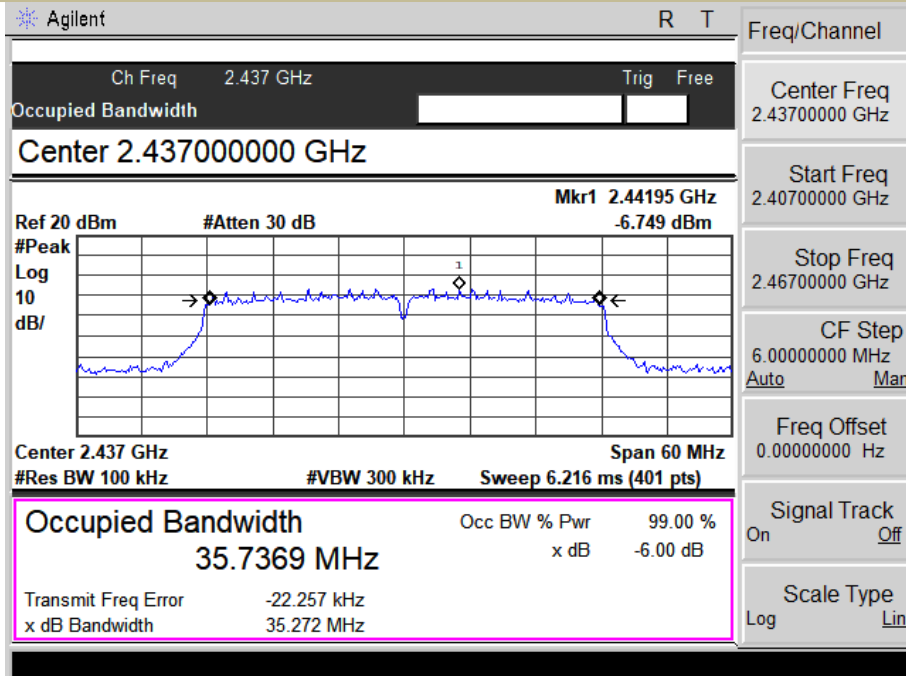 Agilent R T
Freq/Channel
Ch Freq 2.437 GHz Trig Free
Occupied Bandwidth
Center 2.437000000 GHz
Center Freq
2.43700000 GHz
Start Freq
2.40700000 GHz
Stop Freq
2.46700000 GHz
CF Step
6.00000000 MHz
Auto Man
Freq Offset
0.00000000 Hz
Signal Track
On Off
Scale Type
Log Lin
Mkr1 2.44195 GHz
Ref 20 dBm #Atten 30 dB -6.749 dBm
#Peak
Log
10
dB/
1
Center 2.437 GHz Span 60 MHz
#Res BW 100 kHz #VBW 300 kHz Sweep 6.216 ms (401 pts)
Occupied Bandwidth
35.7369 MHz
Occ BW % Pwr 99.00 %
x dB -6.00 dB
Transmit Freq Error -22.257 kHz
x dB Bandwidth 35.272 MHz